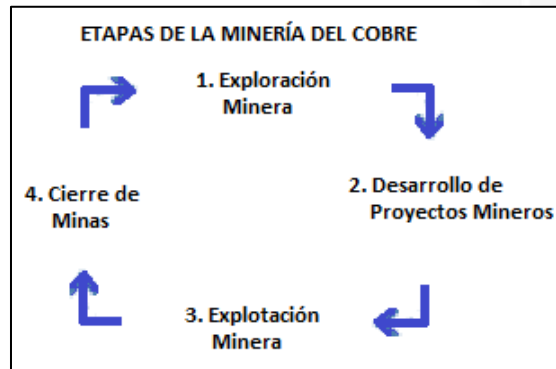 ETAPAS DE LA MINERÍA DEL COBRE
1. Exploración
Minera
2. Desarrollo de
Proyectos Mineros
3. Explotación
Minera
4. Cierre de
Minas